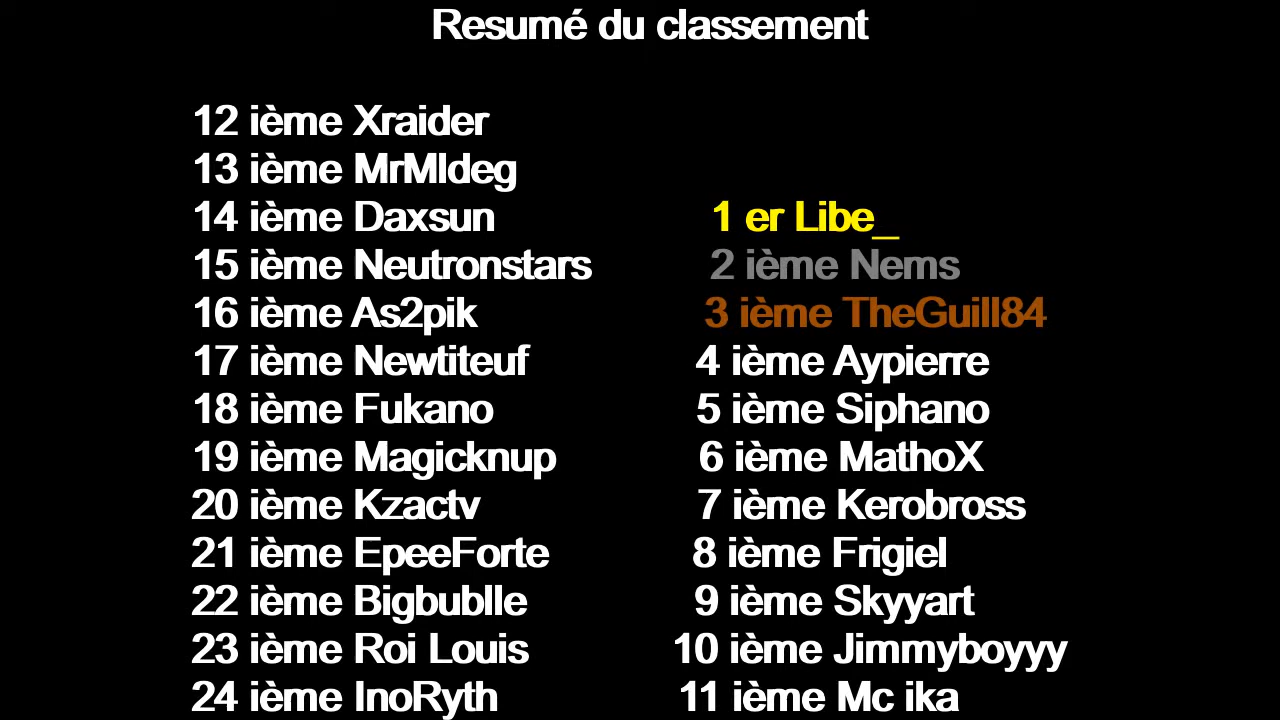 Resumé du classement
12 ième Xraider
13 ième MrMldeg
14 ième Daxsun
15 ième Neutronstars
16 ième As2pik
17 ième Newtiteuf
18 ième Fukano
19 ième Magicknup
20 ième Kzactv
21 ième EpeeForte
22 ième Bigbublle
23 ième Roi Louis
24 ième InoRyth
1 er Libe_
2 ième Nems
3 ième TheGuill84
4 ième Aypierre
5 ième Siphano
6 ième MathoX
7 ième Kerobross
8 ième Frigiel
9 ième Skyyart
10 ième Jimmyboyyy
11 ième Mc ika